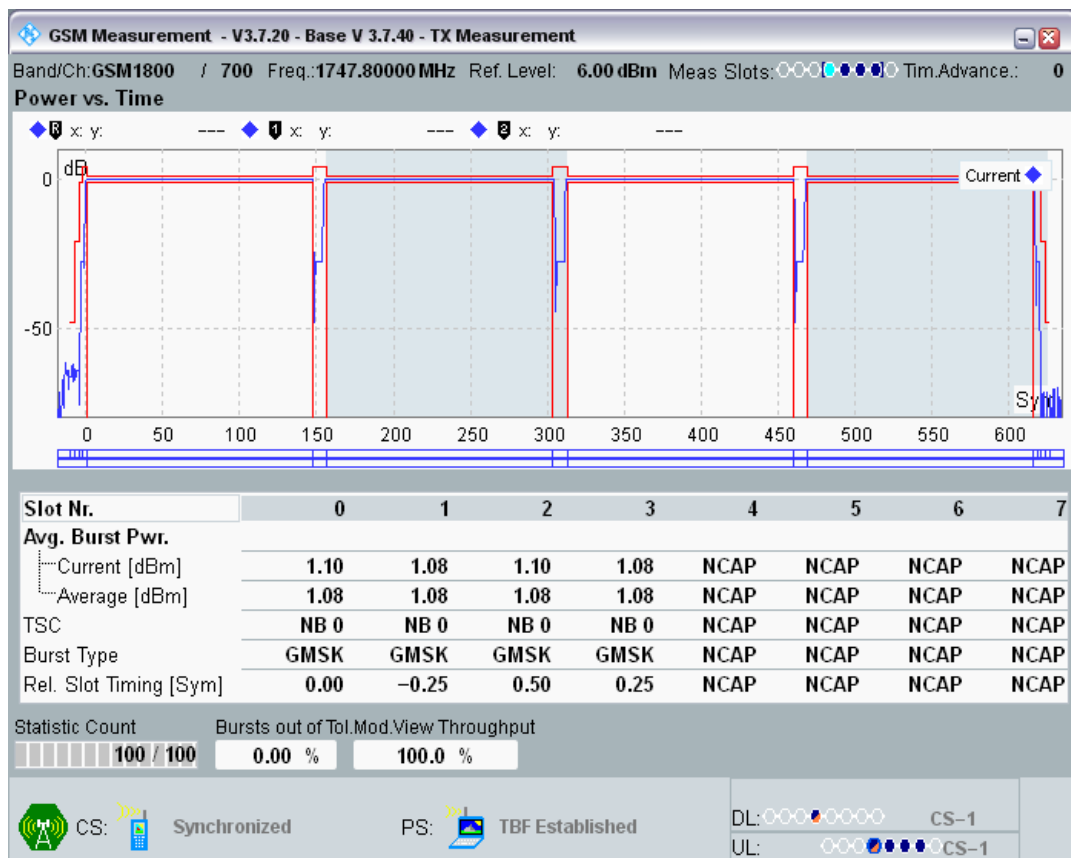 GSM Measurement - V3.7.20 - Base V 3.7.40 - TX Measurement
Band/Ch:GSM1800 / 700 Freq.:1747.80000 MHz Ref. Level: 6.00 dBm Meas Slots: Tim.Advance.: 0
Power vs. Time
R x: y: --- 1 x: y: --- 2 x: y: ---
dB
Current
0
-50
Sym
0 50 100 150 200 250 300 350 400 450 500 550 600
Slot Nr. 0 1 2 3 4 5 6 7
Avg. Burst Pwr.
Current [dBm] 1.10 1.08 1.10 1.08 NCAP NCAP NCAP NCAP
Average [dBm] 1.08 1.08 1.08 1.08 NCAP NCAP NCAP NCAP
TSC NB 0 NB 0 NB 0 NB 0 NCAP NCAP NCAP NCAP
Burst Type GMSK GMSK GMSK GMSK NCAP NCAP NCAP NCAP
Rel. Slot Timing [Sym] 0.00 −0.25 0.50 0.25 NCAP NCAP NCAP NCAP
Statistic Count Bursts out of Tol.Mod.View Throughput
100 / 100 0.00 % 100.0 %
DL: CS−1
CS: Synchronized PS: TBF Established
UL: CS−1